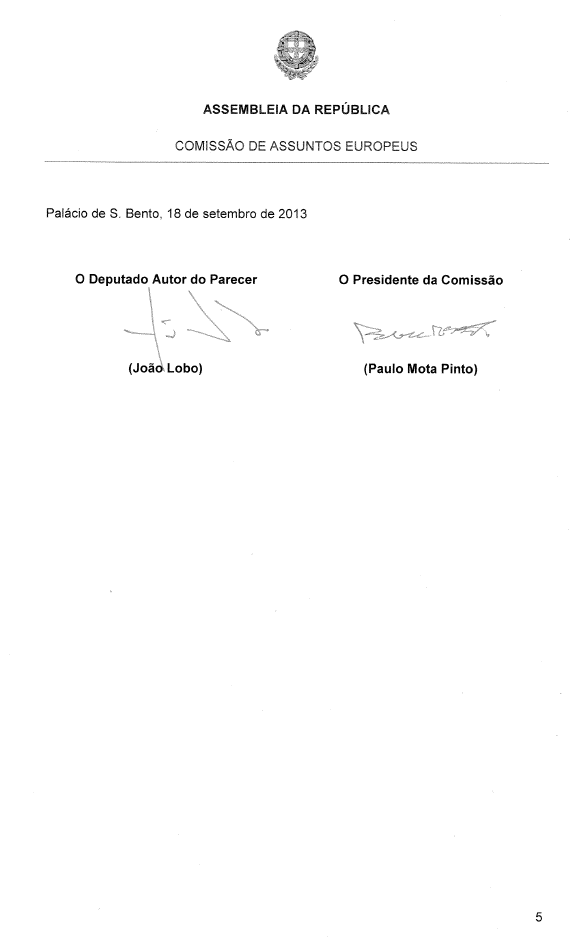 ASSEMBLEIA DA REPÚBLICA
COMISSÃO DE ASSUNTOS EUROPEUS
Palácio de S. Bento, 18 de setembro de 2013
O Deputado Autor do Parecer O Presidente da Comissão
(João Lobo) (Paulo Mota Pinto)
5